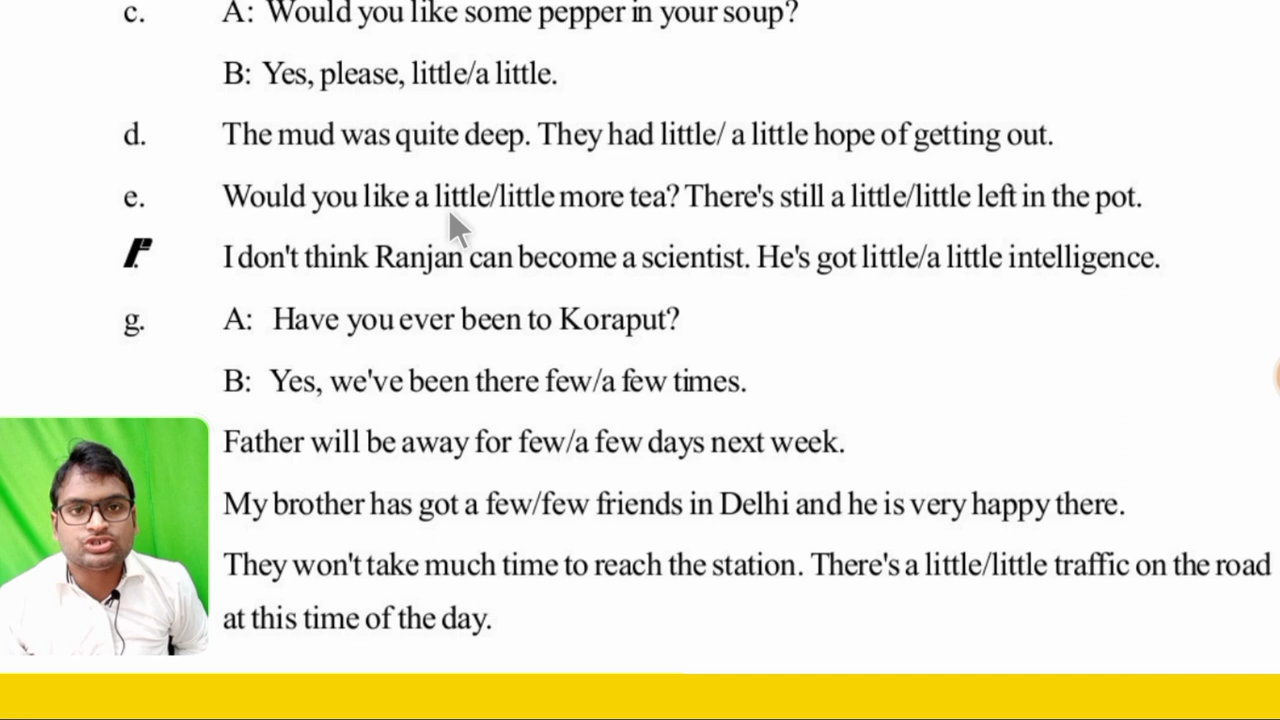 c. A: Would you like some pepper in your soup?
B: Yes, please, little/a little.
d. The mud was quite deep. They had little/ a little hope of getting out.
e. Would you like a little/little more tea? There's still a little/little left in the pot.
I don't think Ranjan can become a scientist. He's got little/a little intelligence.
g. A: Have you ever been to Koraput?
B: Yes, we've been there few/a few times.
Father will be away for few/a few days next week.
My brother has got a few/few friends in Delhi and he is very happy there.
They won't take much time to reach the station. There's a little/little traffic on the road
at this time of the day.